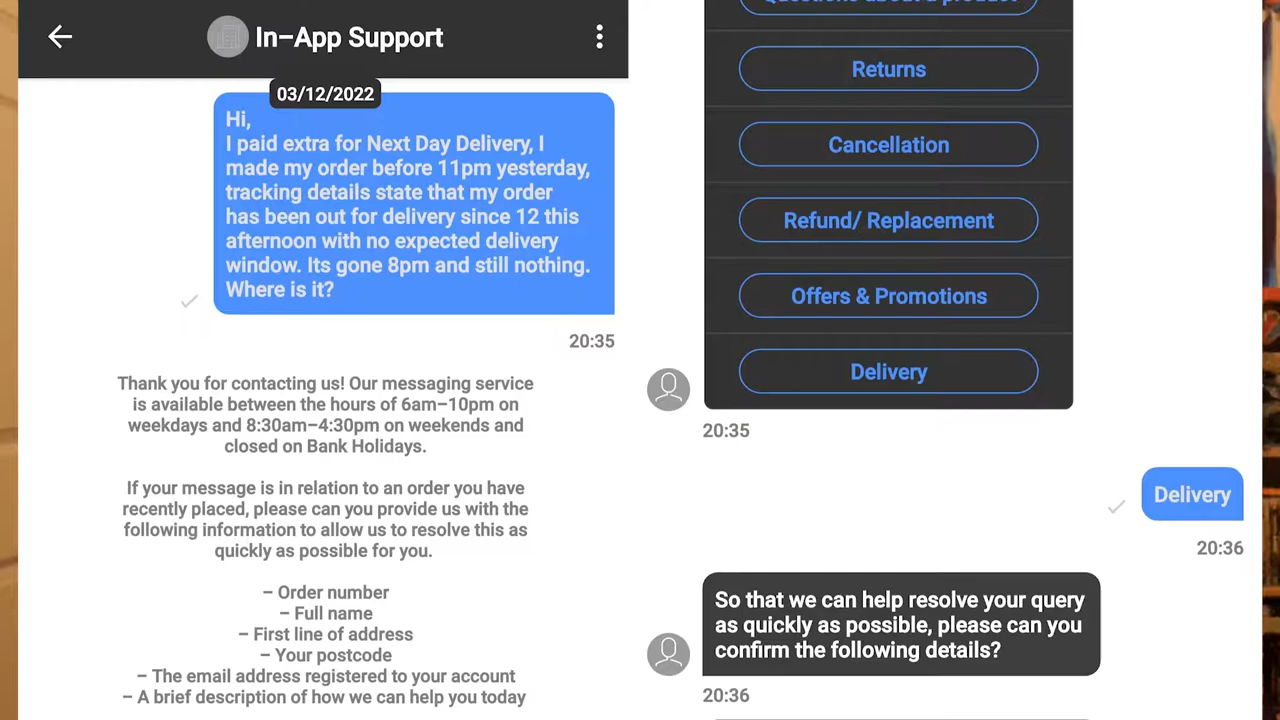 In-App Support
03/12/2022
Hi,
I paid extra for Next Day Delivery, I
made my order before 11pm yesterday,
tracking details state that my order
has been out for delivery since 12 this
afternoon with no expected delivery
window. Its gone 8pm and still nothing.
Where is it?
20:35
Thank you for contacting us! Our messaging service
is available between the hours of 6am-10pm on
weekdays and 8:30am-4:30pm on weekends and
closed on Bank Holidays.
If your message is in relation to an order you have
recently placed, please can you provide us with the
following information to allow us to resolve this as
quickly as possible for you.
- Order number
- Full name
- First line of address
- Your postcode
- The email address registered to your account
- A brief description of how we can help you today
Questions about a product
Returns
Cancellation
Refund/ Replacement
Offers & Promotions
Delivery
20:35
Delivery
20:36
So that we can help resolve your query
as quickly as possible, please can you
confirm the following details?
20:36